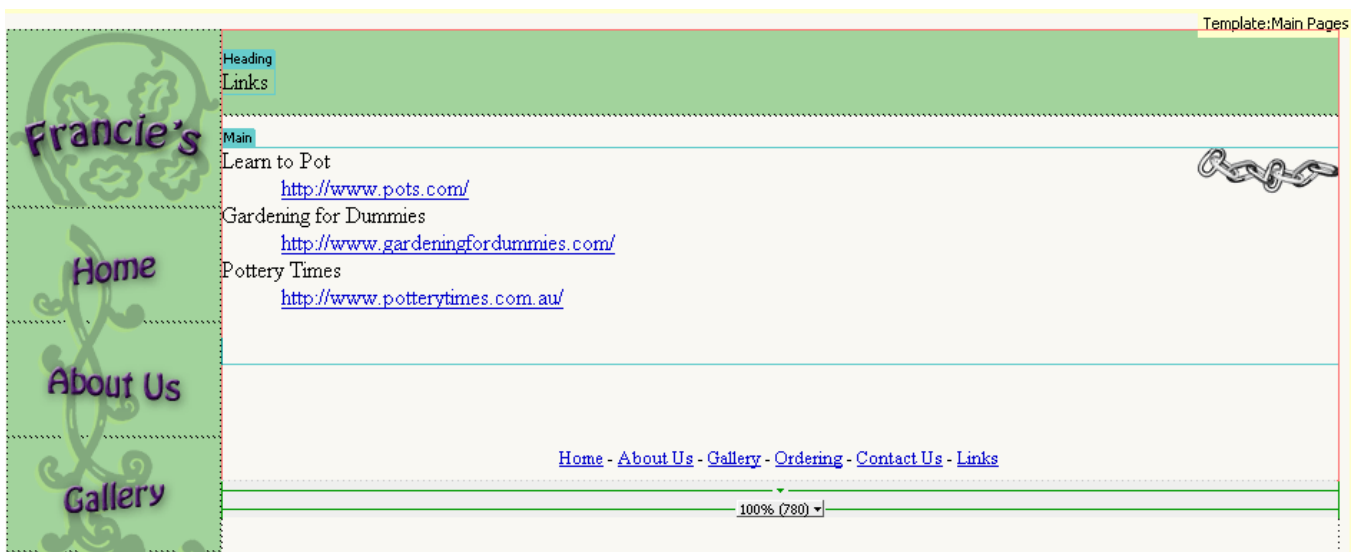 Template:Main Pages
Francie's
Home
About Us
Gallery
Heading
Links
Main
Learn to Pot
http://www.pots.com/
Gardening for Dummies
http://www.gardeningfordummies.com/
Pottery Times
http://www.potterytimes.com.au/
Home - About Us - Gallery - Ordering - Contact Us - Links
100% (780)